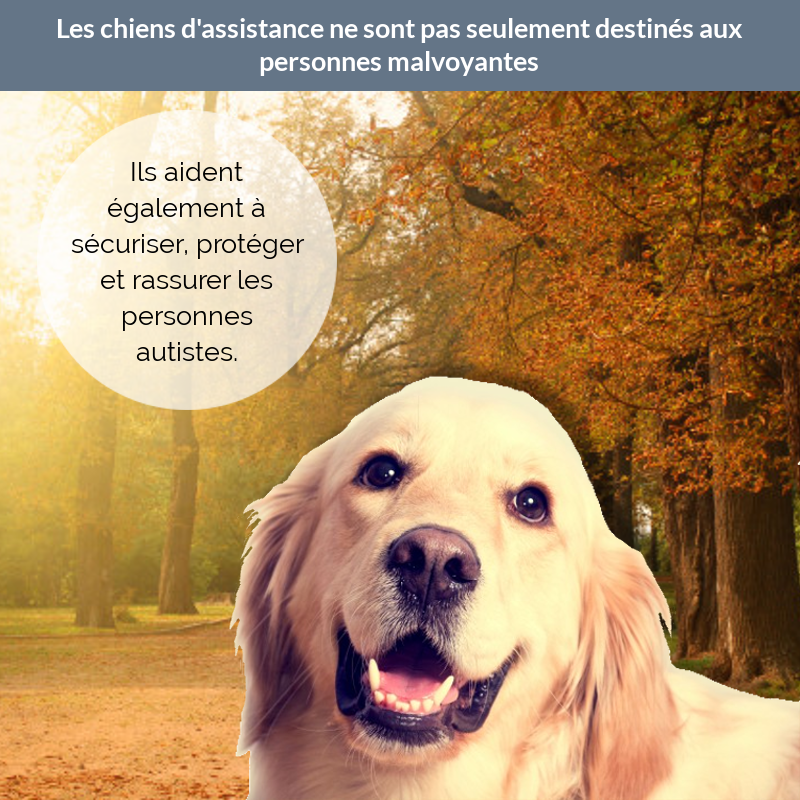 Les chiens d'assistance ne sont pas seulement destinés aux
personnes malvoyantes
Ils aident
également à
sécuriser, protéger
et rassurer les
personnes
autistes.